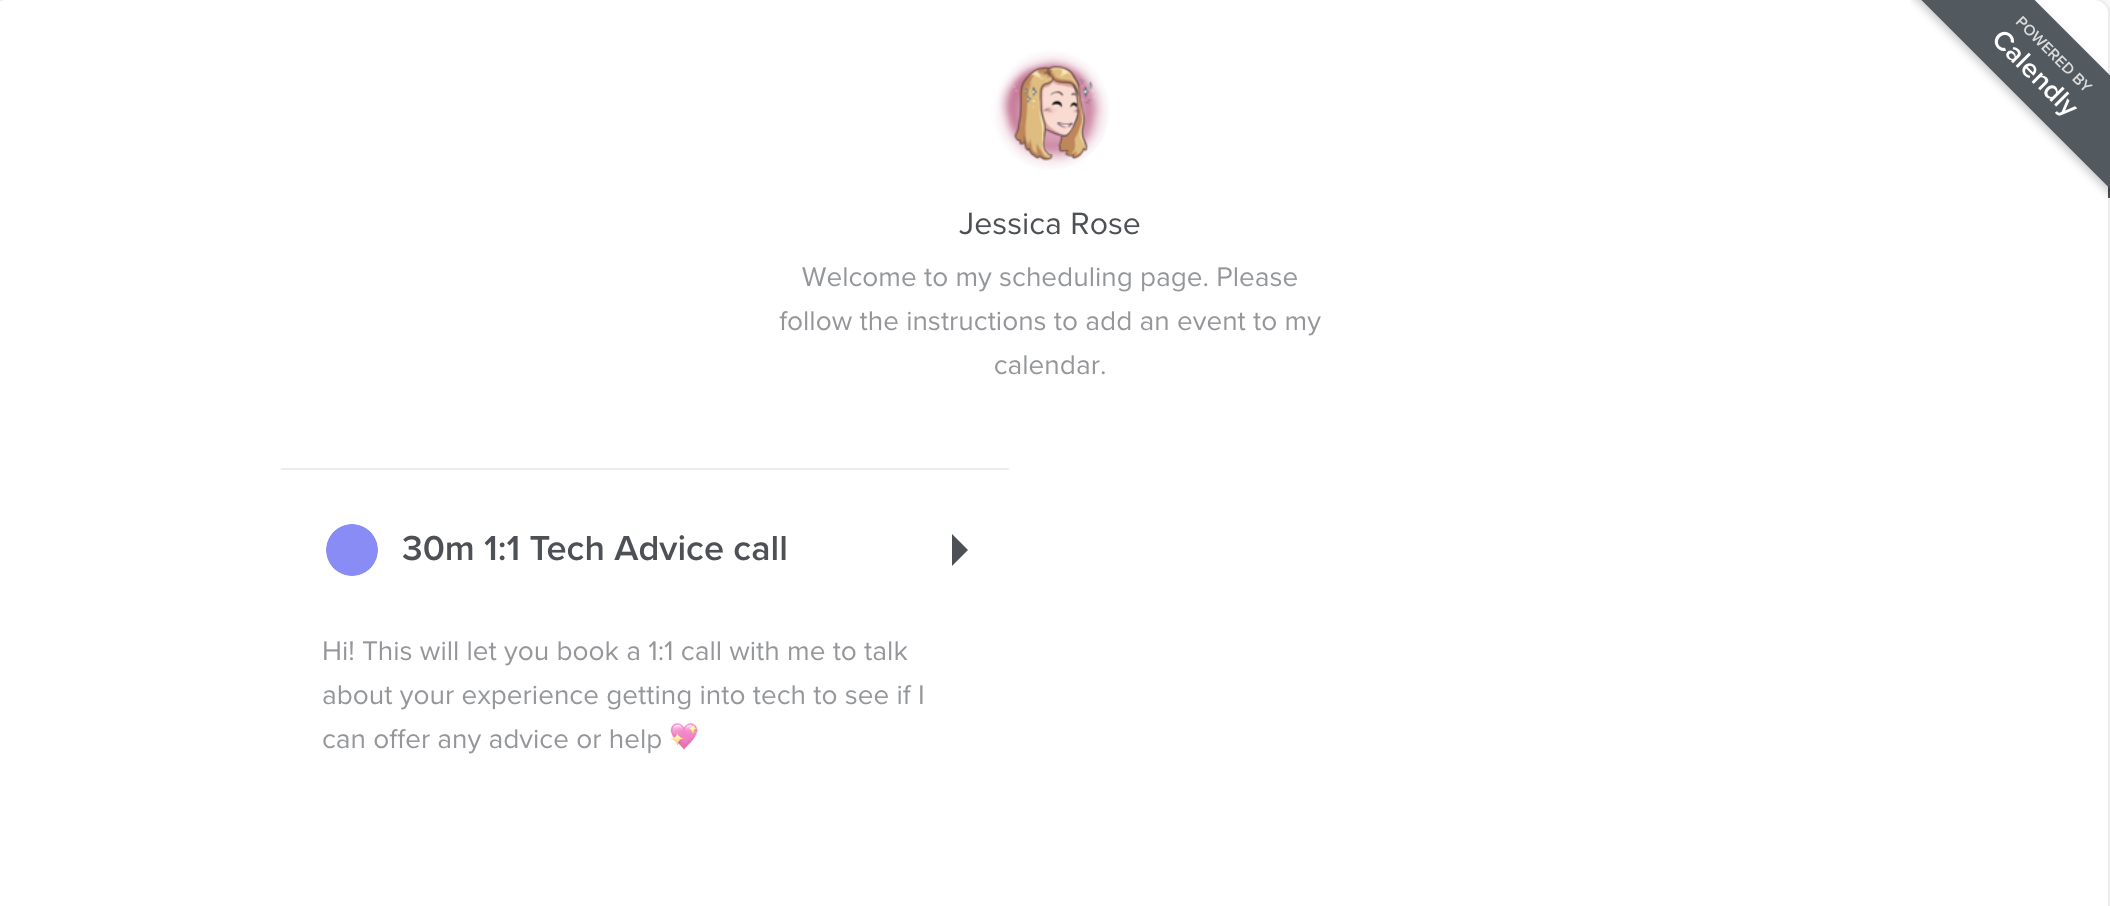 POWERED BY
Calendly
Jessica Rose
Welcome to my scheduling page. Please
follow the instructions to add an event to my
calendar.
30m 1:1 Tech Advice call
Hi! This will let you book a 1:1 call with me to talk
about your experience getting into tech to see if I
can offer any advice or help 💖